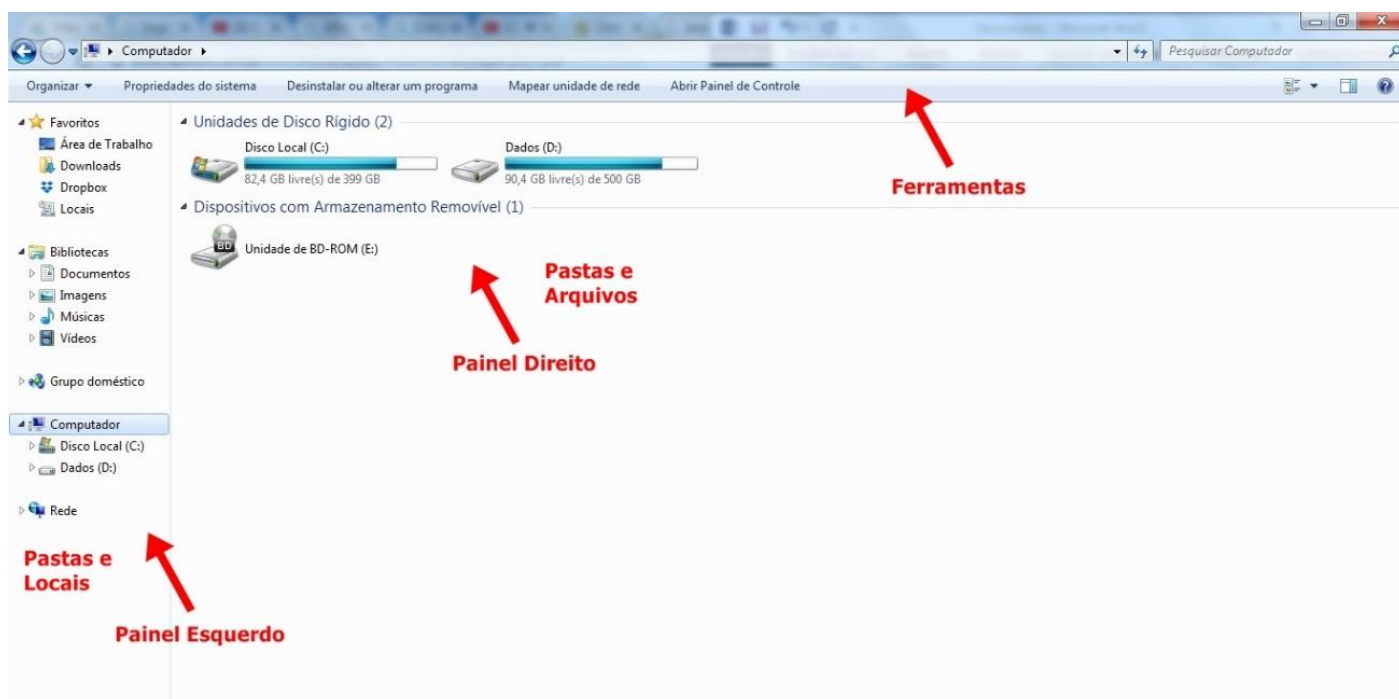 Computador
Pesquisar Computador
Organizar Propriedades do sistema Desinstalar ou alterar um programa Mapear unidade de rede Abrir Painel de Controle
Favoritos
Área de Trabalho
Downloads
Dropbox
Locais
Bibliotecas
Documentos
Imagens
Músicas
Vídeos
Grupo doméstico
Computador
Disco Local (C:)
Dados (D:)
Rede
Pastas e
Locais
Painel Esquerdo
Unidades de Disco Rígido (2)
Disco Local (C:)
82,4 GB livre(s) de 399 GB
Dados (D:)
90,4 GB livre(s) de 500 GB
Dispositivos com Armazenamento Removível (1)
BD
Unidade de BD-ROM (E:)
Pastas e
Arquivos
Painel Direito
Ferramentas